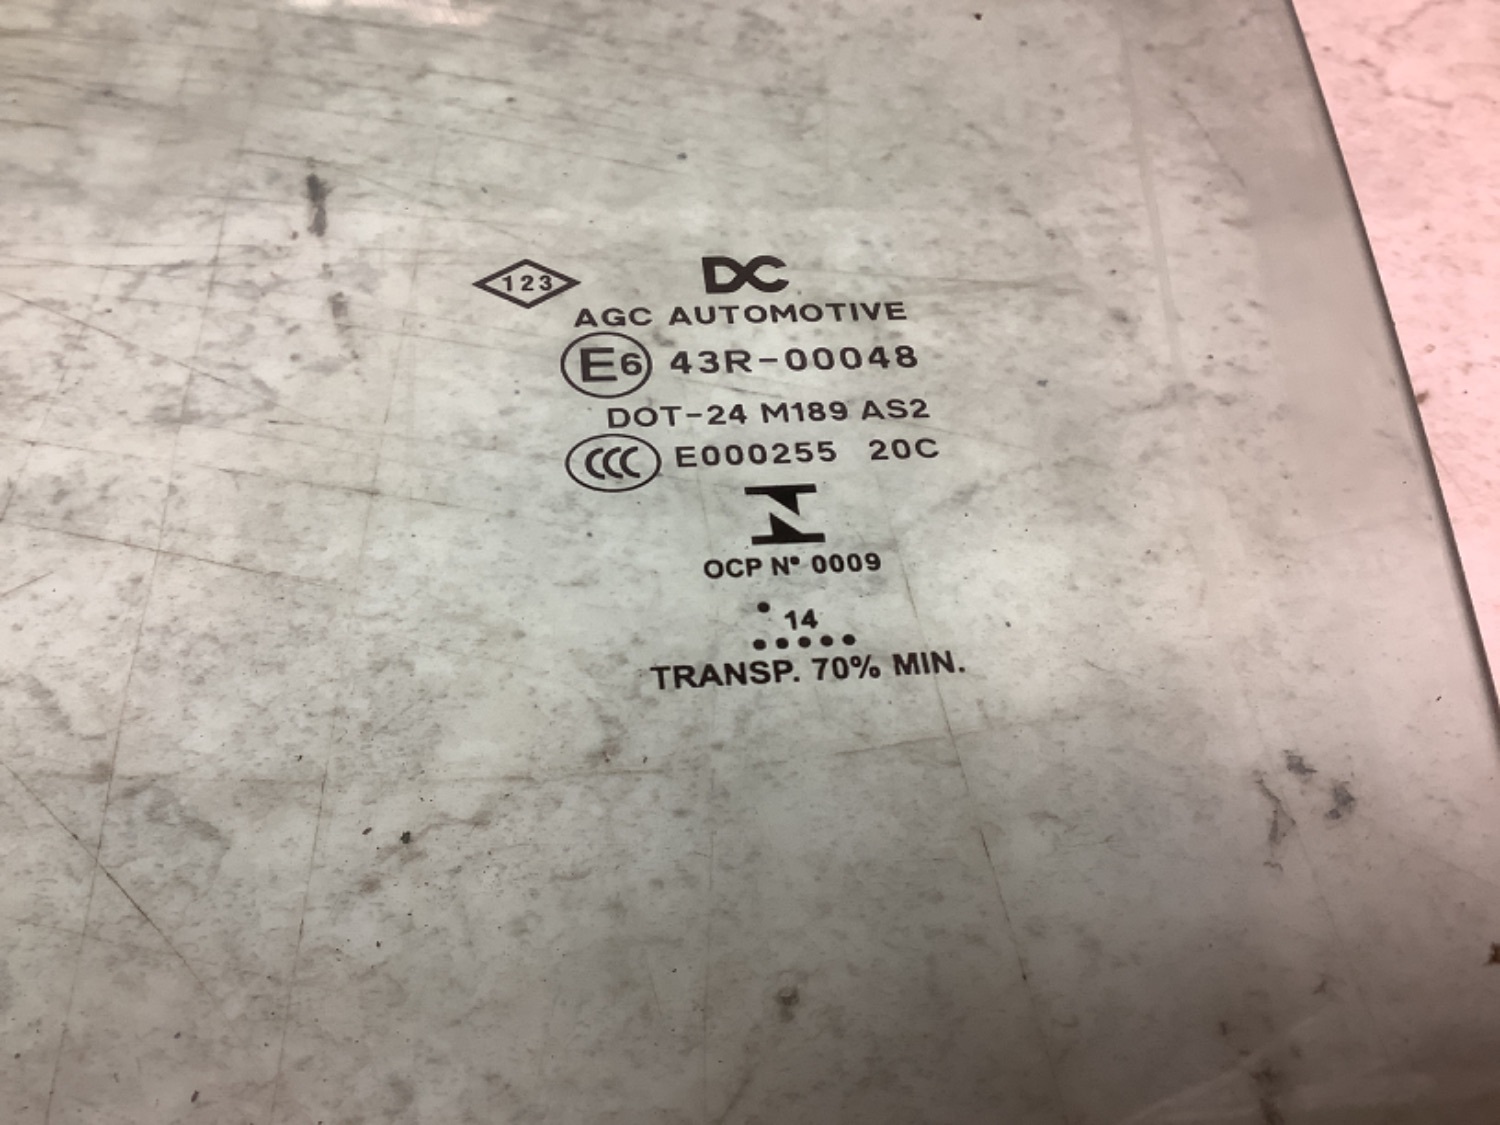 123
DC
AGC AUTOMOTIVE
E6 43R-00048
DOT-24 M189 AS2
CCC E000255 20C
OCP Nº 0009
. 14
.....
TRANSP. 70% MIN.